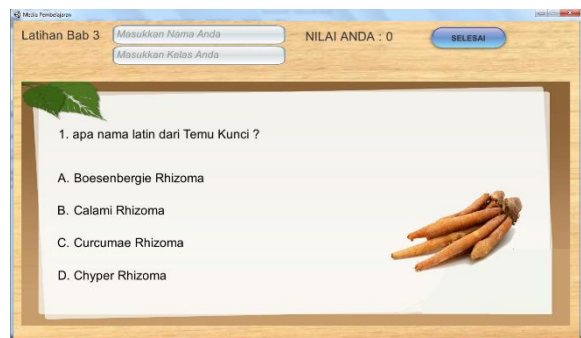 Media Pembelajaran
Latihan Bab 3
Masukkan Nama Anda
NILAI ANDA : 0
SELESAI
Masukkan Kelas Anda
1. apa nama latin dari Temu Kunci ?
A. Boesenbergie Rhizoma
B. Calami Rhizoma
C. Curcumae Rhizoma
D. Chyper Rhizoma